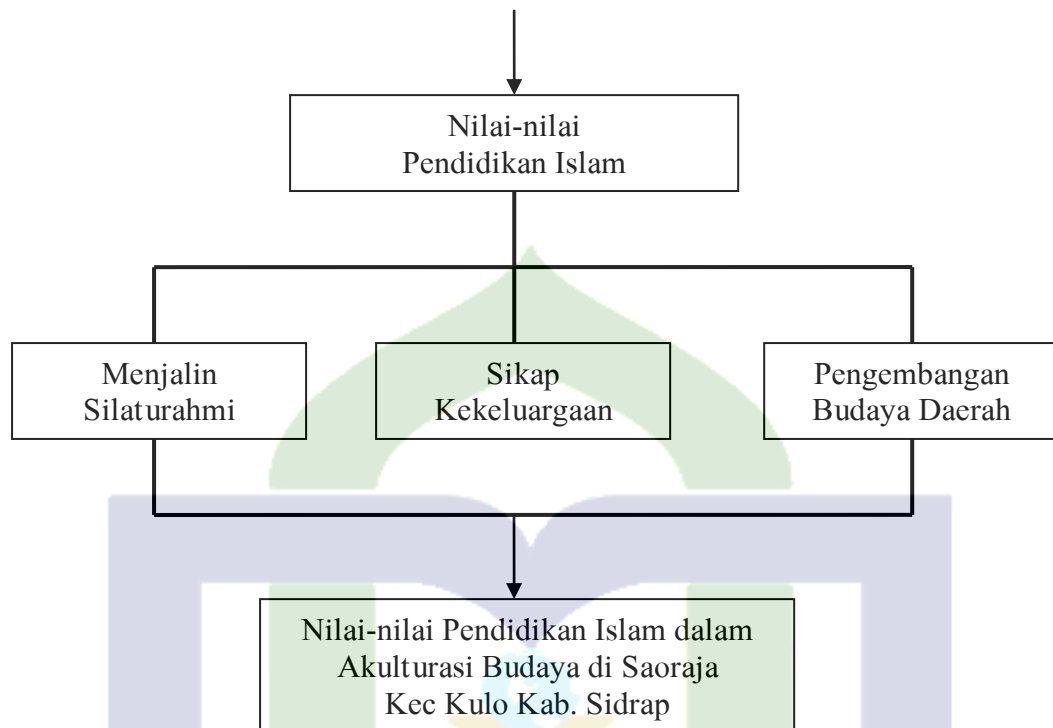 Nilai-nilai
Pendidikan Islam
Menjalin
Silaturahmi
Sikap
Kekeluargaan
Pengembangan
Budaya Daerah
Nilai-nilai Pendidikan Islam dalam
Akulturasi Budaya di Saoraja
Kec Kulo Kab. Sidrap